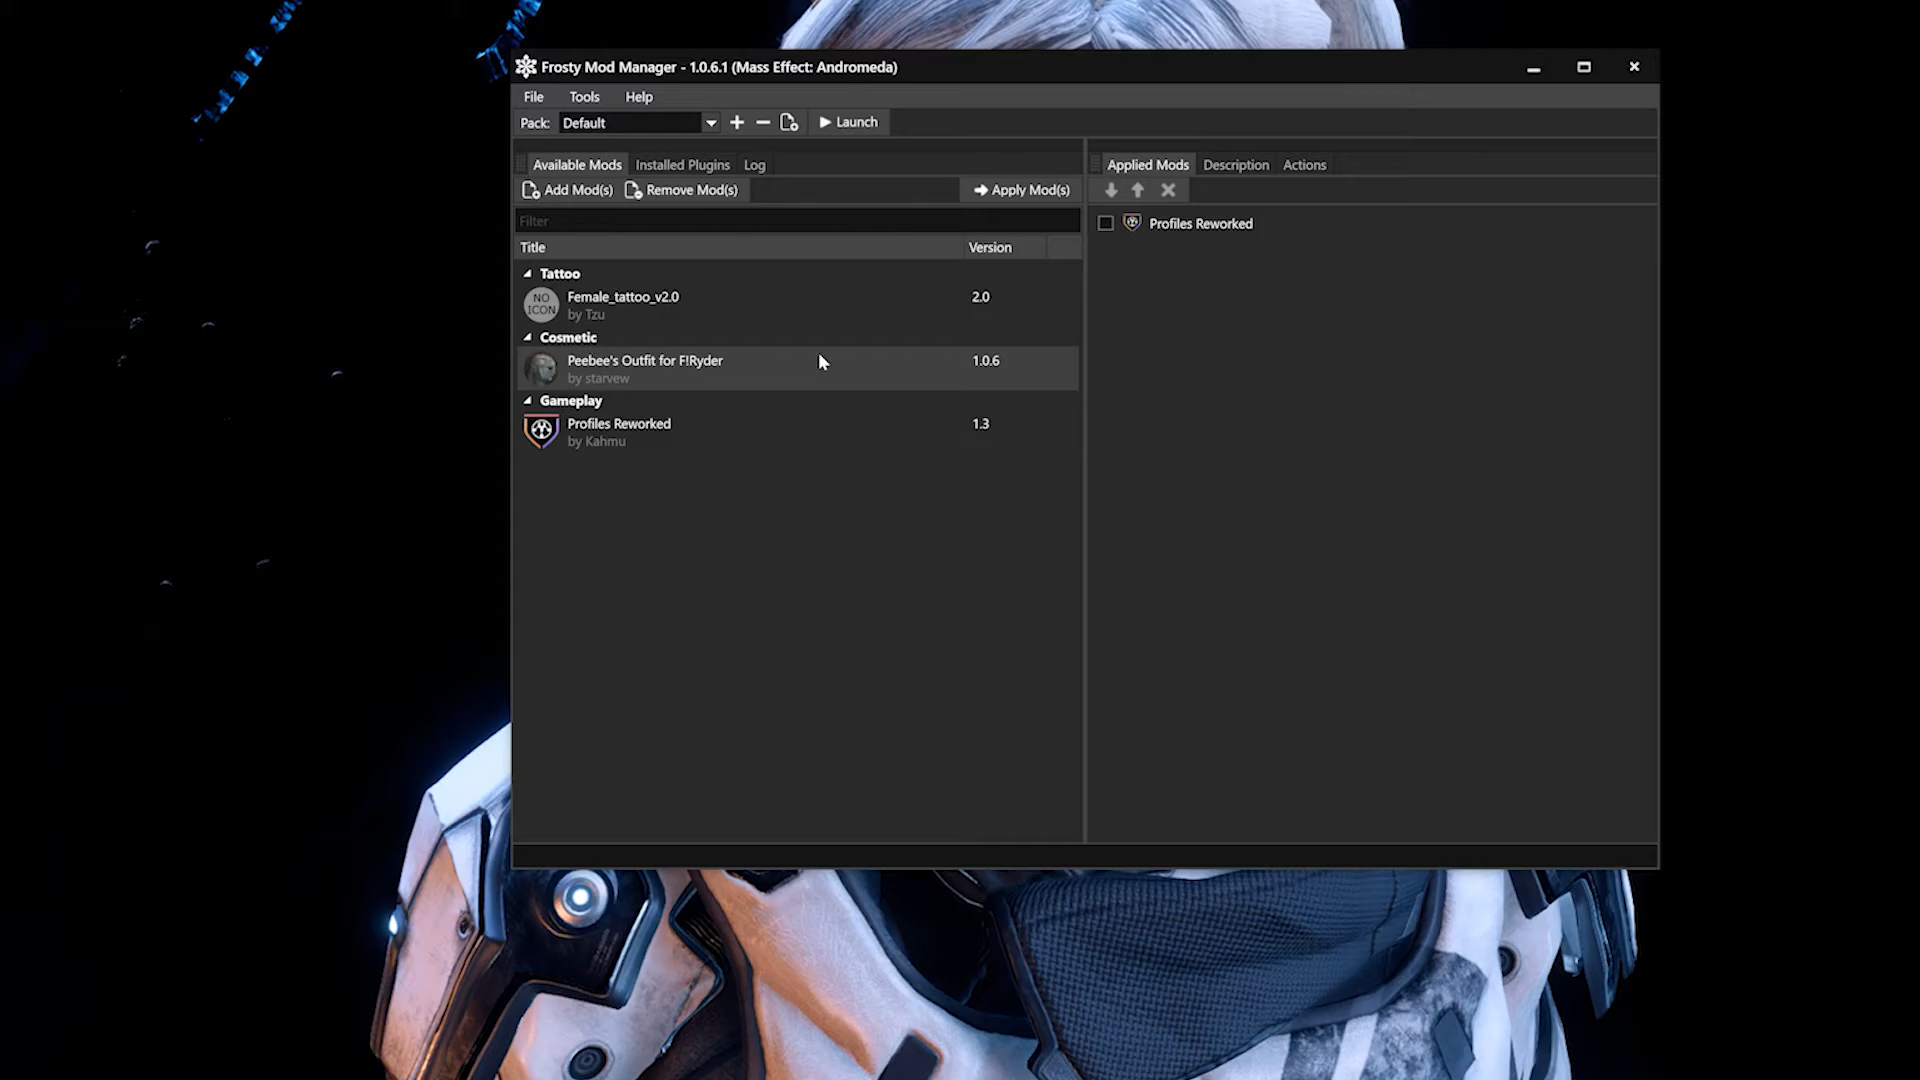 Frosty Mod Manager - 1.0.6.1 (Mass Effect: Andromeda)
File Tools Help
Pack: Default Launch
Available Mods Installed Plugins Log
Add Mod(s) Remove Mod(s) Apply Mod(s)
Filter
Title Version
Tattoo
NO ICON
Female_tattoo_v2.0 2.0
by Tzu
Cosmetic
Peebee's Outfit for F!Ryder 1.0.6
by starvew
Gameplay
Profiles Reworked 1.3
by Kahmu
Applied Mods Description Actions
Profiles Reworked